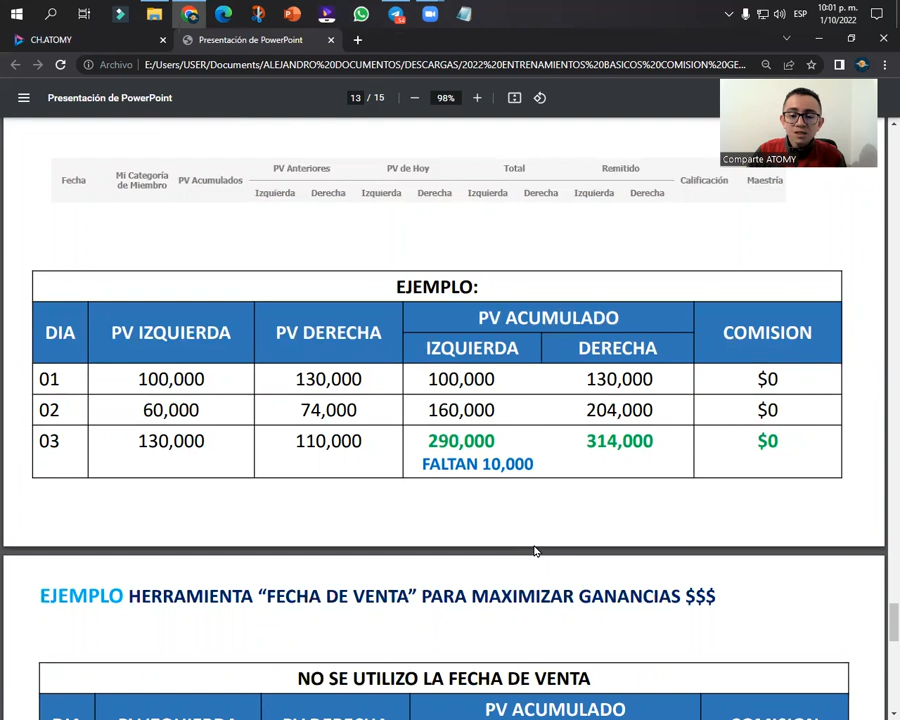 10:01 p. m.
ESP
1/10/2022
CH.ATOMY
Presentación de PowerPoint
Archivo E:/Users/USER/Documents/ALEJANDRO%20DOCUMENTOS/DESCARGAS/2022%20ENTRENAMIENTOS%20BASICOS%20COMISION%20GE...
Presentación de PowerPoint 13 / 15 98%
Comparte ATOMY
Fecha Mi Categoría de Miembro PV Acumulados PV Anteriores PV de Hoy Total Remitido Calificación Maestría
Izquierda Derecha Izquierda Derecha Izquierda Derecha Izquierda Derecha
EJEMPLO:
DIA PV IZQUIERDA PV DERECHA PV ACUMULADO COMISION
IZQUIERDA DERECHA
01 100,000 130,000 100,000 130,000 $0
02 60,000 74,000 160,000 204,000 $0
03 130,000 110,000 290,000 314,000 $0
FALTAN 10,000
EJEMPLO HERRAMIENTA “FECHA DE VENTA” PARA MAXIMIZAR GANANCIAS $$$
NO SE UTILIZO LA FECHA DE VENTA
PV ACUMULADO
DIA PV IZQUIERDA PV DERECHA COMISION